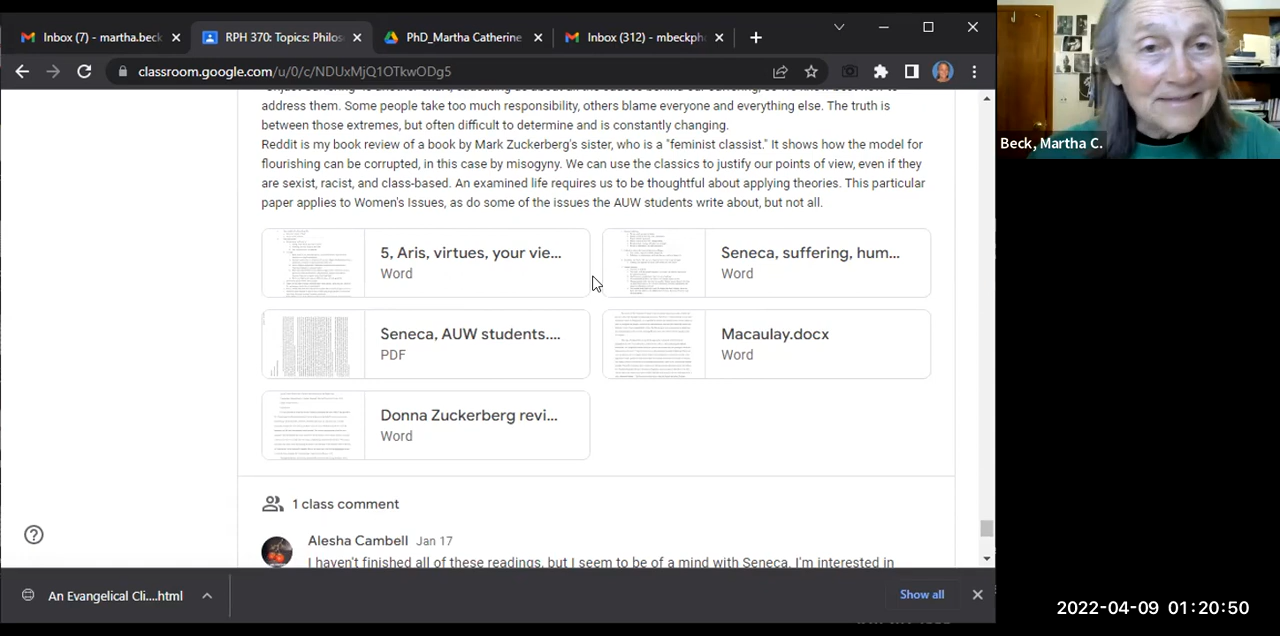 Inbox (7) - martha.beck
RPH 370: Topics: Philos
PhD_Martha Catherine
Inbox (312) - mbeckph
classroom.google.com/u/0/c/NDUxMjQ1OTkwODg5
address them. Some people take too much responsibility, others blame everyone and everything else. The truth is
between those extremes, but often difficult to determine and is constantly changing.
Reddit is my book review of a book by Mark Zuckerberg's sister, who is a "feminist classist." It shows how the model for
flourishing can be corrupted, in this case by misogyny. We can use the classics to justify our points of view, even if they
are sexist, racist, and class-based. An examined life requires us to be thoughtful about applying theories. This particular
paper applies to Women's Issues, as do some of the issues the AUW students write about, but not all.
5, Aris, virtues, your vie...
Word
Seneca, suffering, hum...
Word
Seneca, AUW students....
PDF
Macaulay.docx
Word
Donna Zuckerberg revi...
Word
1 class comment
Alesha Cambell Jan 17
I haven't finished all of these readings, but I seem to be of a mind with Seneca. I'm interested in
An Evangelical Cli....html
Show all
Beck, Martha C.
2022-04-09 01:20:50